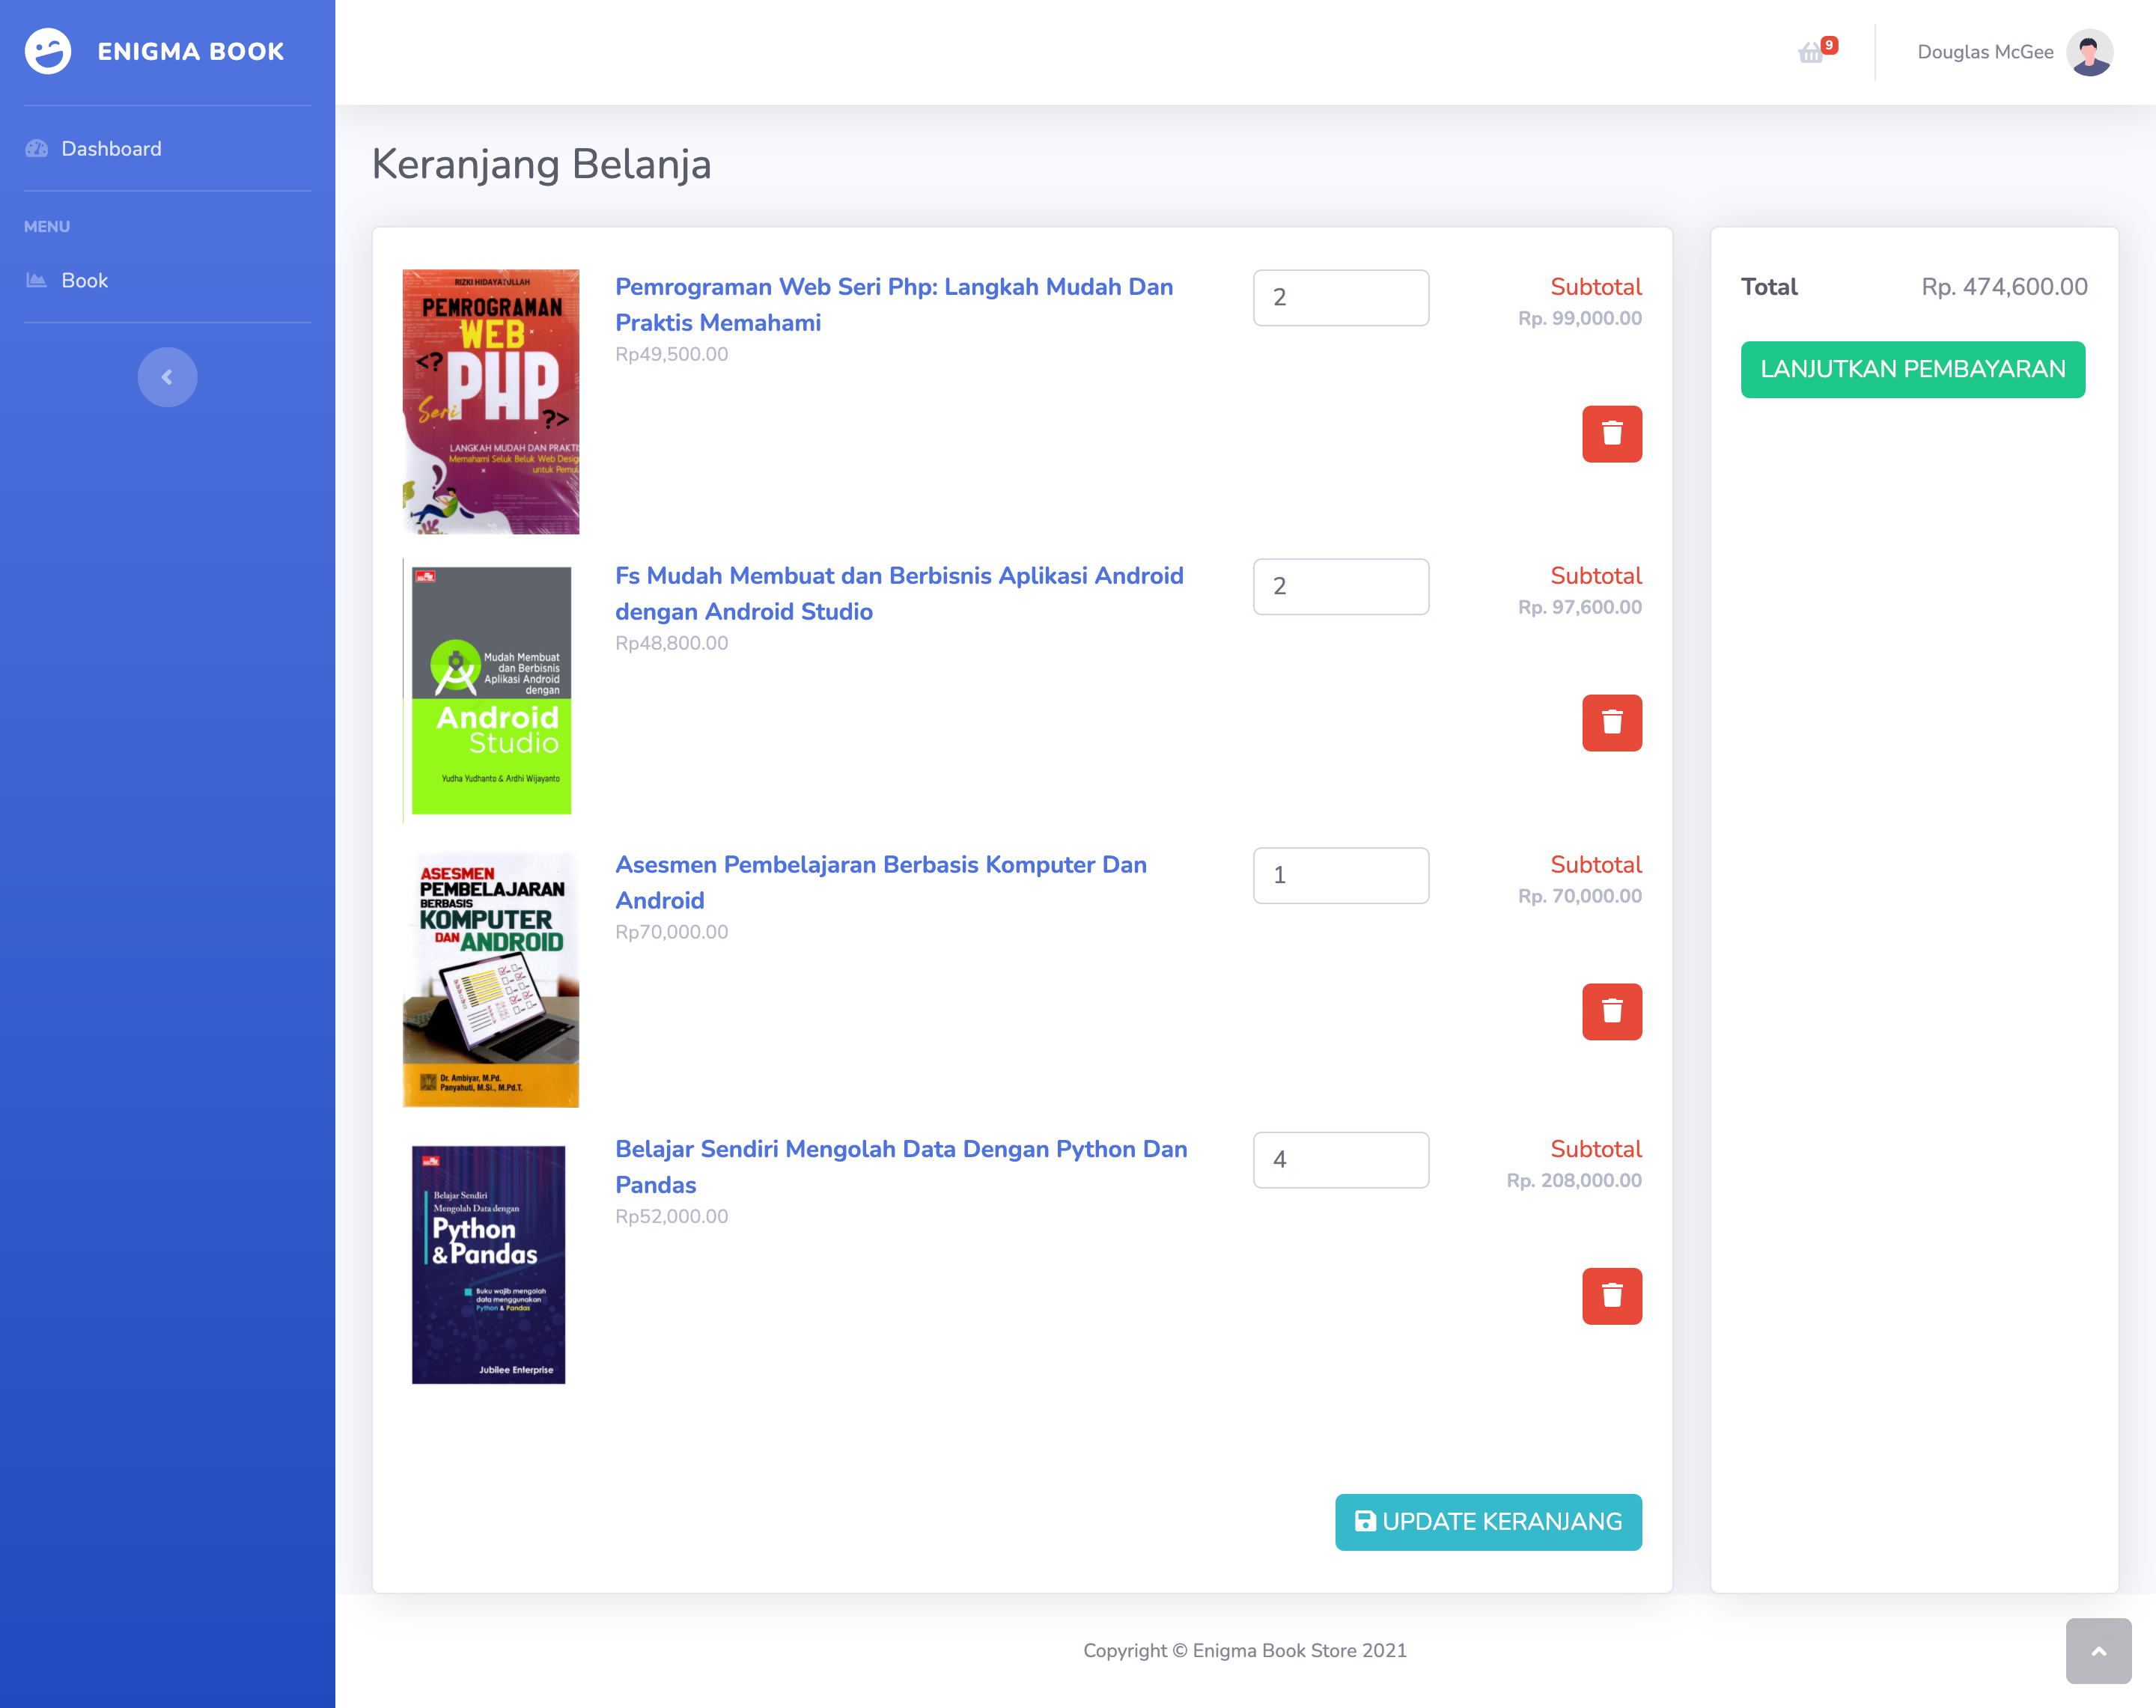 ENIGMA BOOK
Dashboard
MENU
Book
9
Douglas McGee
Keranjang Belanja
RIZKI HIDAYATULLAH
PEMROGRAMAN
WEB
<?
PHP
Seri
?>
LANGKAH MUDAH DAN PRAKTIS
Memahami Seluk Beluk Web Design
untuk Pemula
Pemrograman Web Seri Php: Langkah Mudah Dan
Praktis Memahami
Rp49,500.00
2
Subtotal
Rp. 99,000.00
Mudah Membuat
dan Berbisnis
Aplikasi Android
dengan
Android
Studio
Yudha Yudhanto & Ardhi Wijayanto
Fs Mudah Membuat dan Berbisnis Aplikasi Android
dengan Android Studio
Rp48,800.00
2
Subtotal
Rp. 97,600.00
ASESMEN
PEMBELAJARAN
BERBASIS
KOMPUTER
DAN ANDROID
Dr. Ambiyar, M.Pd.
Panyahuti, M.Si., M.Pd.T.
Asesmen Pembelajaran Berbasis Komputer Dan
Android
Rp70,000.00
1
Subtotal
Rp. 70,000.00
Belajar Sendiri
Mengolah Data dengan
Python
& Pandas
Buku wajib mengolah
data menggunakan
Python & Pandas
Jubilee Enterprise
Belajar Sendiri Mengolah Data Dengan Python Dan
Pandas
Rp52,000.00
4
Subtotal
Rp. 208,000.00
UPDATE KERANJANG
Total
Rp. 474,600.00
LANJUTKAN PEMBAYARAN
Copyright © Enigma Book Store 2021